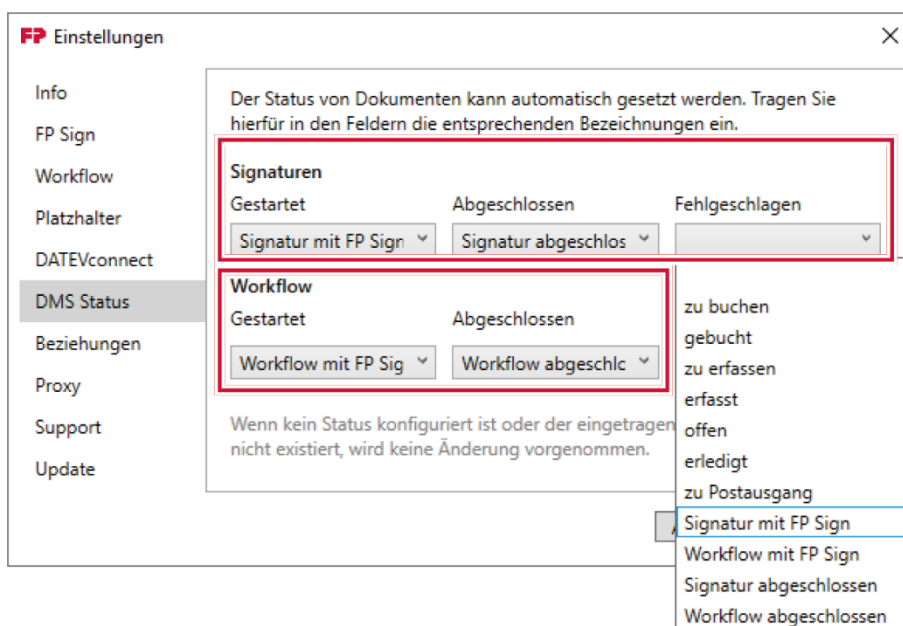 FP Einstellungen
Info
FP Sign
Workflow
Platzhalter
DATEVconnect
DMS Status
Beziehungen
Proxy
Support
Update
Der Status von Dokumenten kann automatisch gesetzt werden. Tragen Sie
hierfür in den Feldern die entsprechenden Bezeichnungen ein.
Signaturen
Gestartet Abgeschlossen Fehlgeschlagen
Signatur mit FP Sign Signatur abgeschlos
Workflow
Gestartet Abgeschlossen
Workflow mit FP Sig Workflow abgeschlc
Wenn kein Status konfiguriert ist oder der eingetragen
nicht existiert, wird keine Änderung vorgenommen.
zu buchen
gebucht
zu erfassen
erfasst
offen
erledigt
zu Postausgang
Signatur mit FP Sign
Workflow mit FP Sign
Signatur abgeschlossen
Workflow abgeschlossen